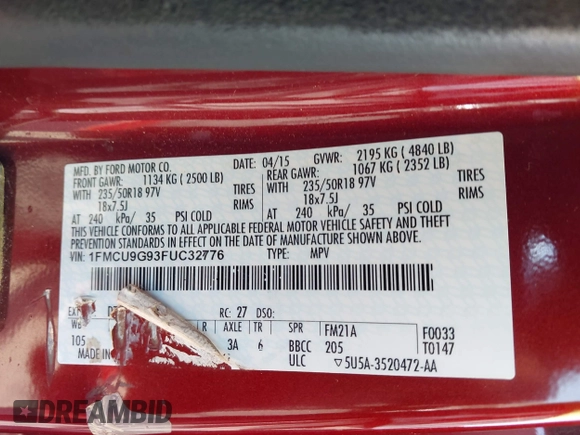 MFD. BY FORD MOTOR CO.
DATE: 04/15 GVWR: 2195 KG ( 4840 LB)
FRONT GAWR: 1134 KG ( 2500 LB) REAR GAWR: 1067 KG ( 2352 LB)
235/50R18 97V TIRES 235/50R18 97V TIRES
18x7.5J RIMS 18x7.5J RIMS
AT 240 kPa/ 35 PSI COLD AT 240 kPa/ 35 PSI COLD
THIS VEHICLE CONFORMS TO ALL APPLICABLE FEDERAL MOTOR VEHICLE SAFETY AND THEFT
PREVENTION STANDARDS IN EFFECT ON THE DATE OF MANUFACTURE SHOWN ABOVE.
VIN: 1FMCU9G93FUC32776 TYPE: MPV
RC: 27 DSO:
WB R AXLE TR SPR FM21A F0033
105 3A 6 BBCC 205 T0147
MADE IN ULC ▽5U5A-3520472-AA
DREAMBID